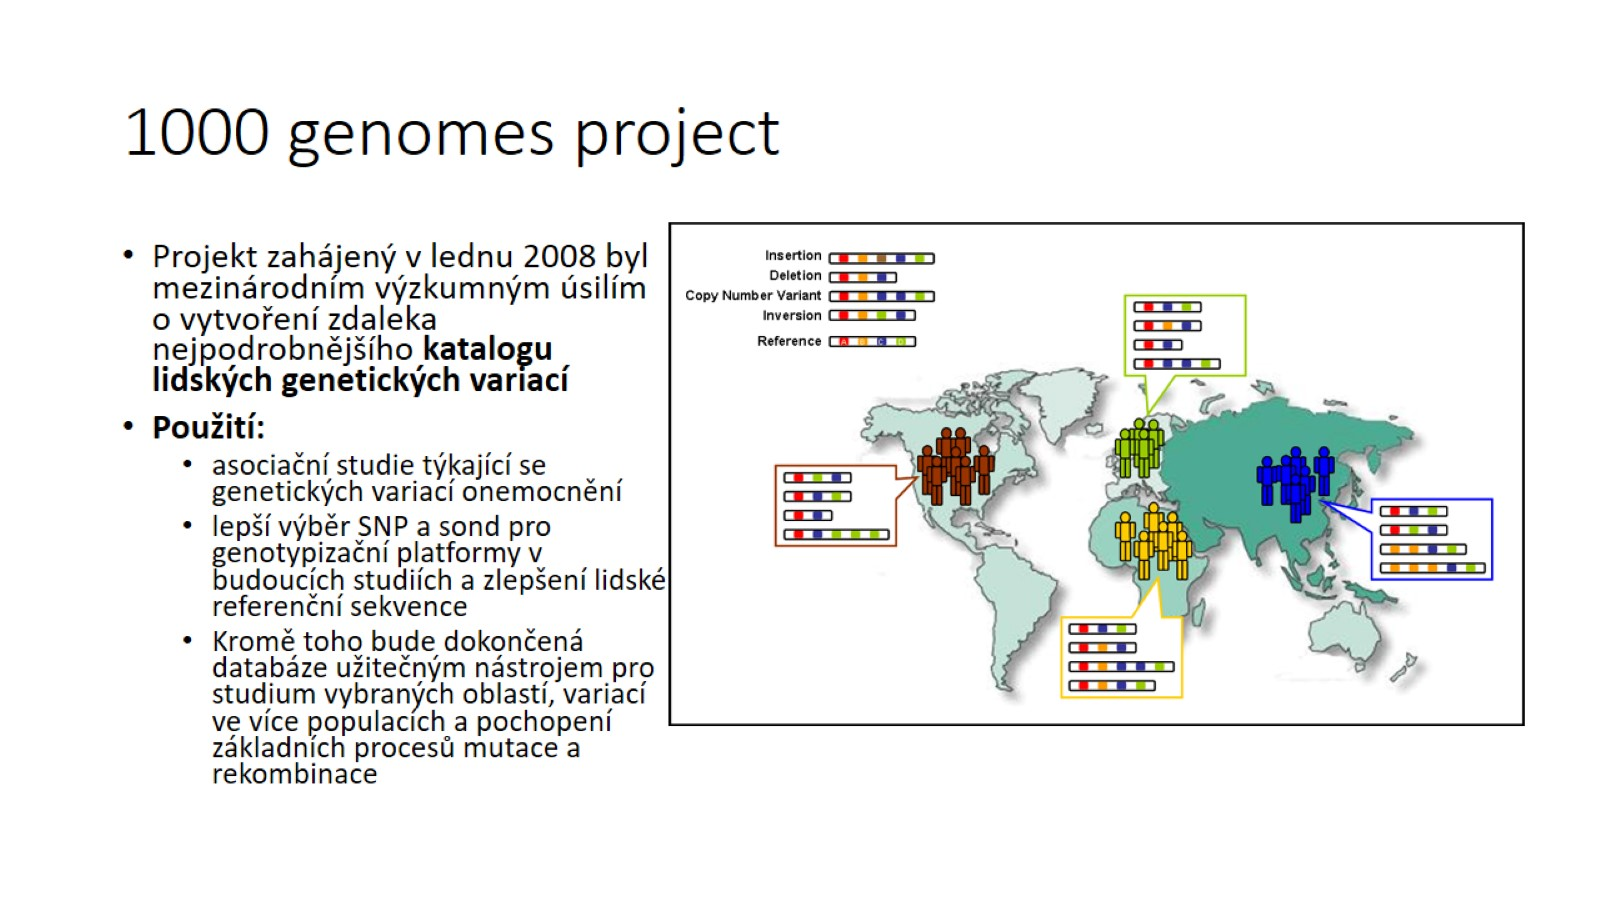 1000 genomes project
• Projekt zahájený v lednu 2008 byl
mezinárodním výzkumným úsilím
o vytvoření zdaleka
nejpodrobnějšího katalogu
lidských genetických variací
• Použití:
• asociační studie týkající se
genetických variací onemocnění
• lepší výběr SNP a sond pro
genotypizační platformy v
budoucích studiích a zlepšení lidské
referenční sekvence
• Kromě toho bude dokončená
databáze užitečným nástrojem pro
studium vybraných oblastí, variací
ve více populacích a pochopení
základních procesů mutace a
rekombinace
Insertion
Deletion
Copy Number Variant
Inversion
Reference